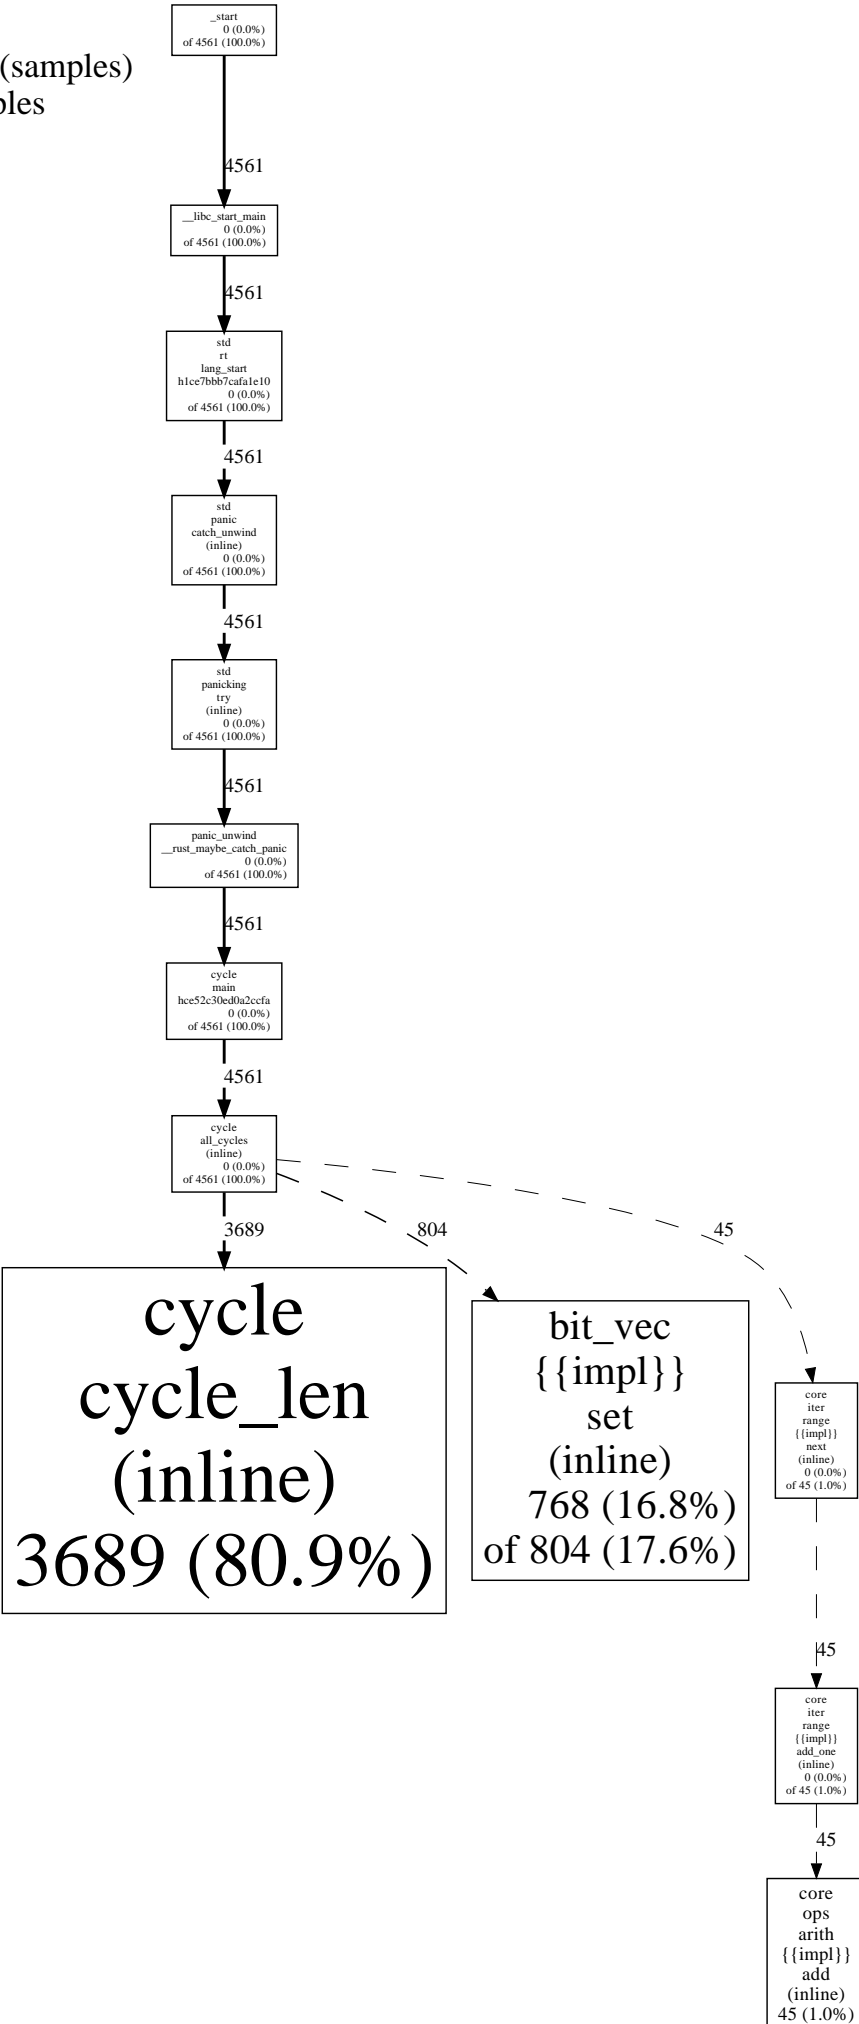 (samples)
ples
_start
0 (0.0%)
of 4561 (100.0%)
4561
__libc_start_main
0 (0.0%)
of 4561 (100.0%)
4561
std
rt
lang_start
h1ce7bbb7cafa1e10
0 (0.0%)
of 4561 (100.0%)
4561
std
panic
catch_unwind
(inline)
0 (0.0%)
of 4561 (100.0%)
4561
std
panicking
try
(inline)
0 (0.0%)
of 4561 (100.0%)
4561
panic_unwind
__rust_maybe_catch_panic
0 (0.0%)
of 4561 (100.0%)
4561
cycle
main
hce52c30ed0a2ccfa
0 (0.0%)
of 4561 (100.0%)
4561
cycle
all_cycles
(inline)
0 (0.0%)
of 4561 (100.0%)
3689
804
45
cycle
cycle_len
(inline)
3689 (80.9%)
bit_vec
{{impl}}
set
(inline)
768 (16.8%)
of 804 (17.6%)
core
iter
range
{{impl}}
next
(inline)
0 (0.0%)
of 45 (1.0%)
45
core
iter
range
{{impl}}
add_one
(inline)
0 (0.0%)
of 45 (1.0%)
45
core
ops
arith
{{impl}}
add
(inline)
45 (1.0%)